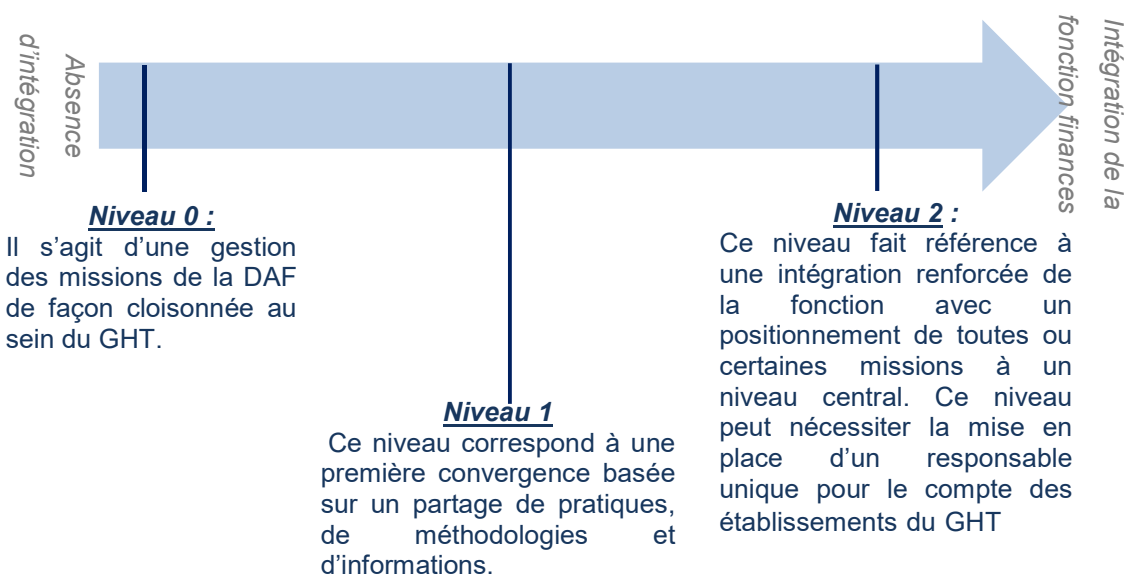 Absence
d'intégration
Intégration de la
fonction finances
Niveau 0 :
Il s'agit d'une gestion
des missions de la DAF
de façon cloisonnée au
sein du GHT.
Niveau 1
Ce niveau correspond à une
première convergence basée
sur un partage de pratiques,
de méthodologies et
d'informations.
Niveau 2 :
Ce niveau fait référence à
une intégration renforcée de
la fonction avec un
positionnement de toutes ou
certaines missions à un
niveau central. Ce niveau
peut nécessiter la mise en
place d'un responsable
unique pour le compte des
établissements du GHT